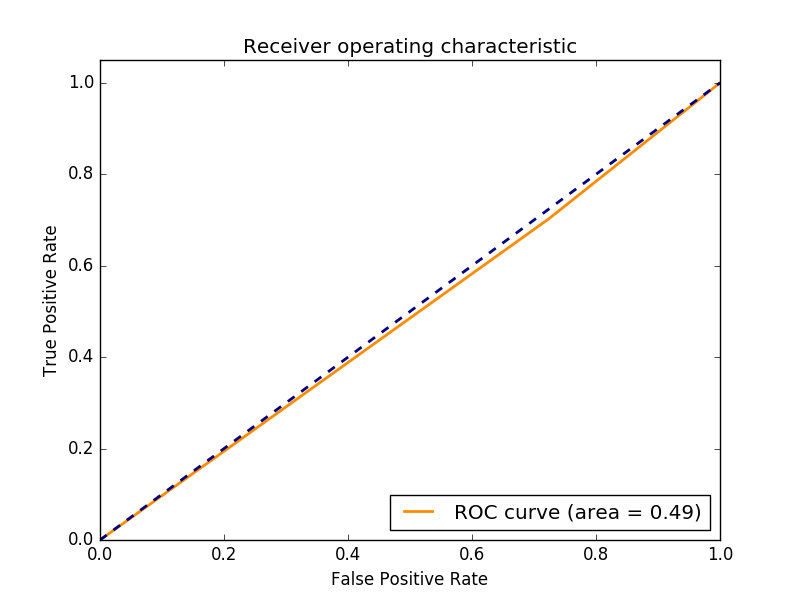 Receiver operating characteristic
True Positive Rate
1.0
0.8
0.6
0.4
0.2
0.0
ROC curve (area = 0.49)
0.0 0.2 0.4 0.6 0.8 1.0
False Positive Rate